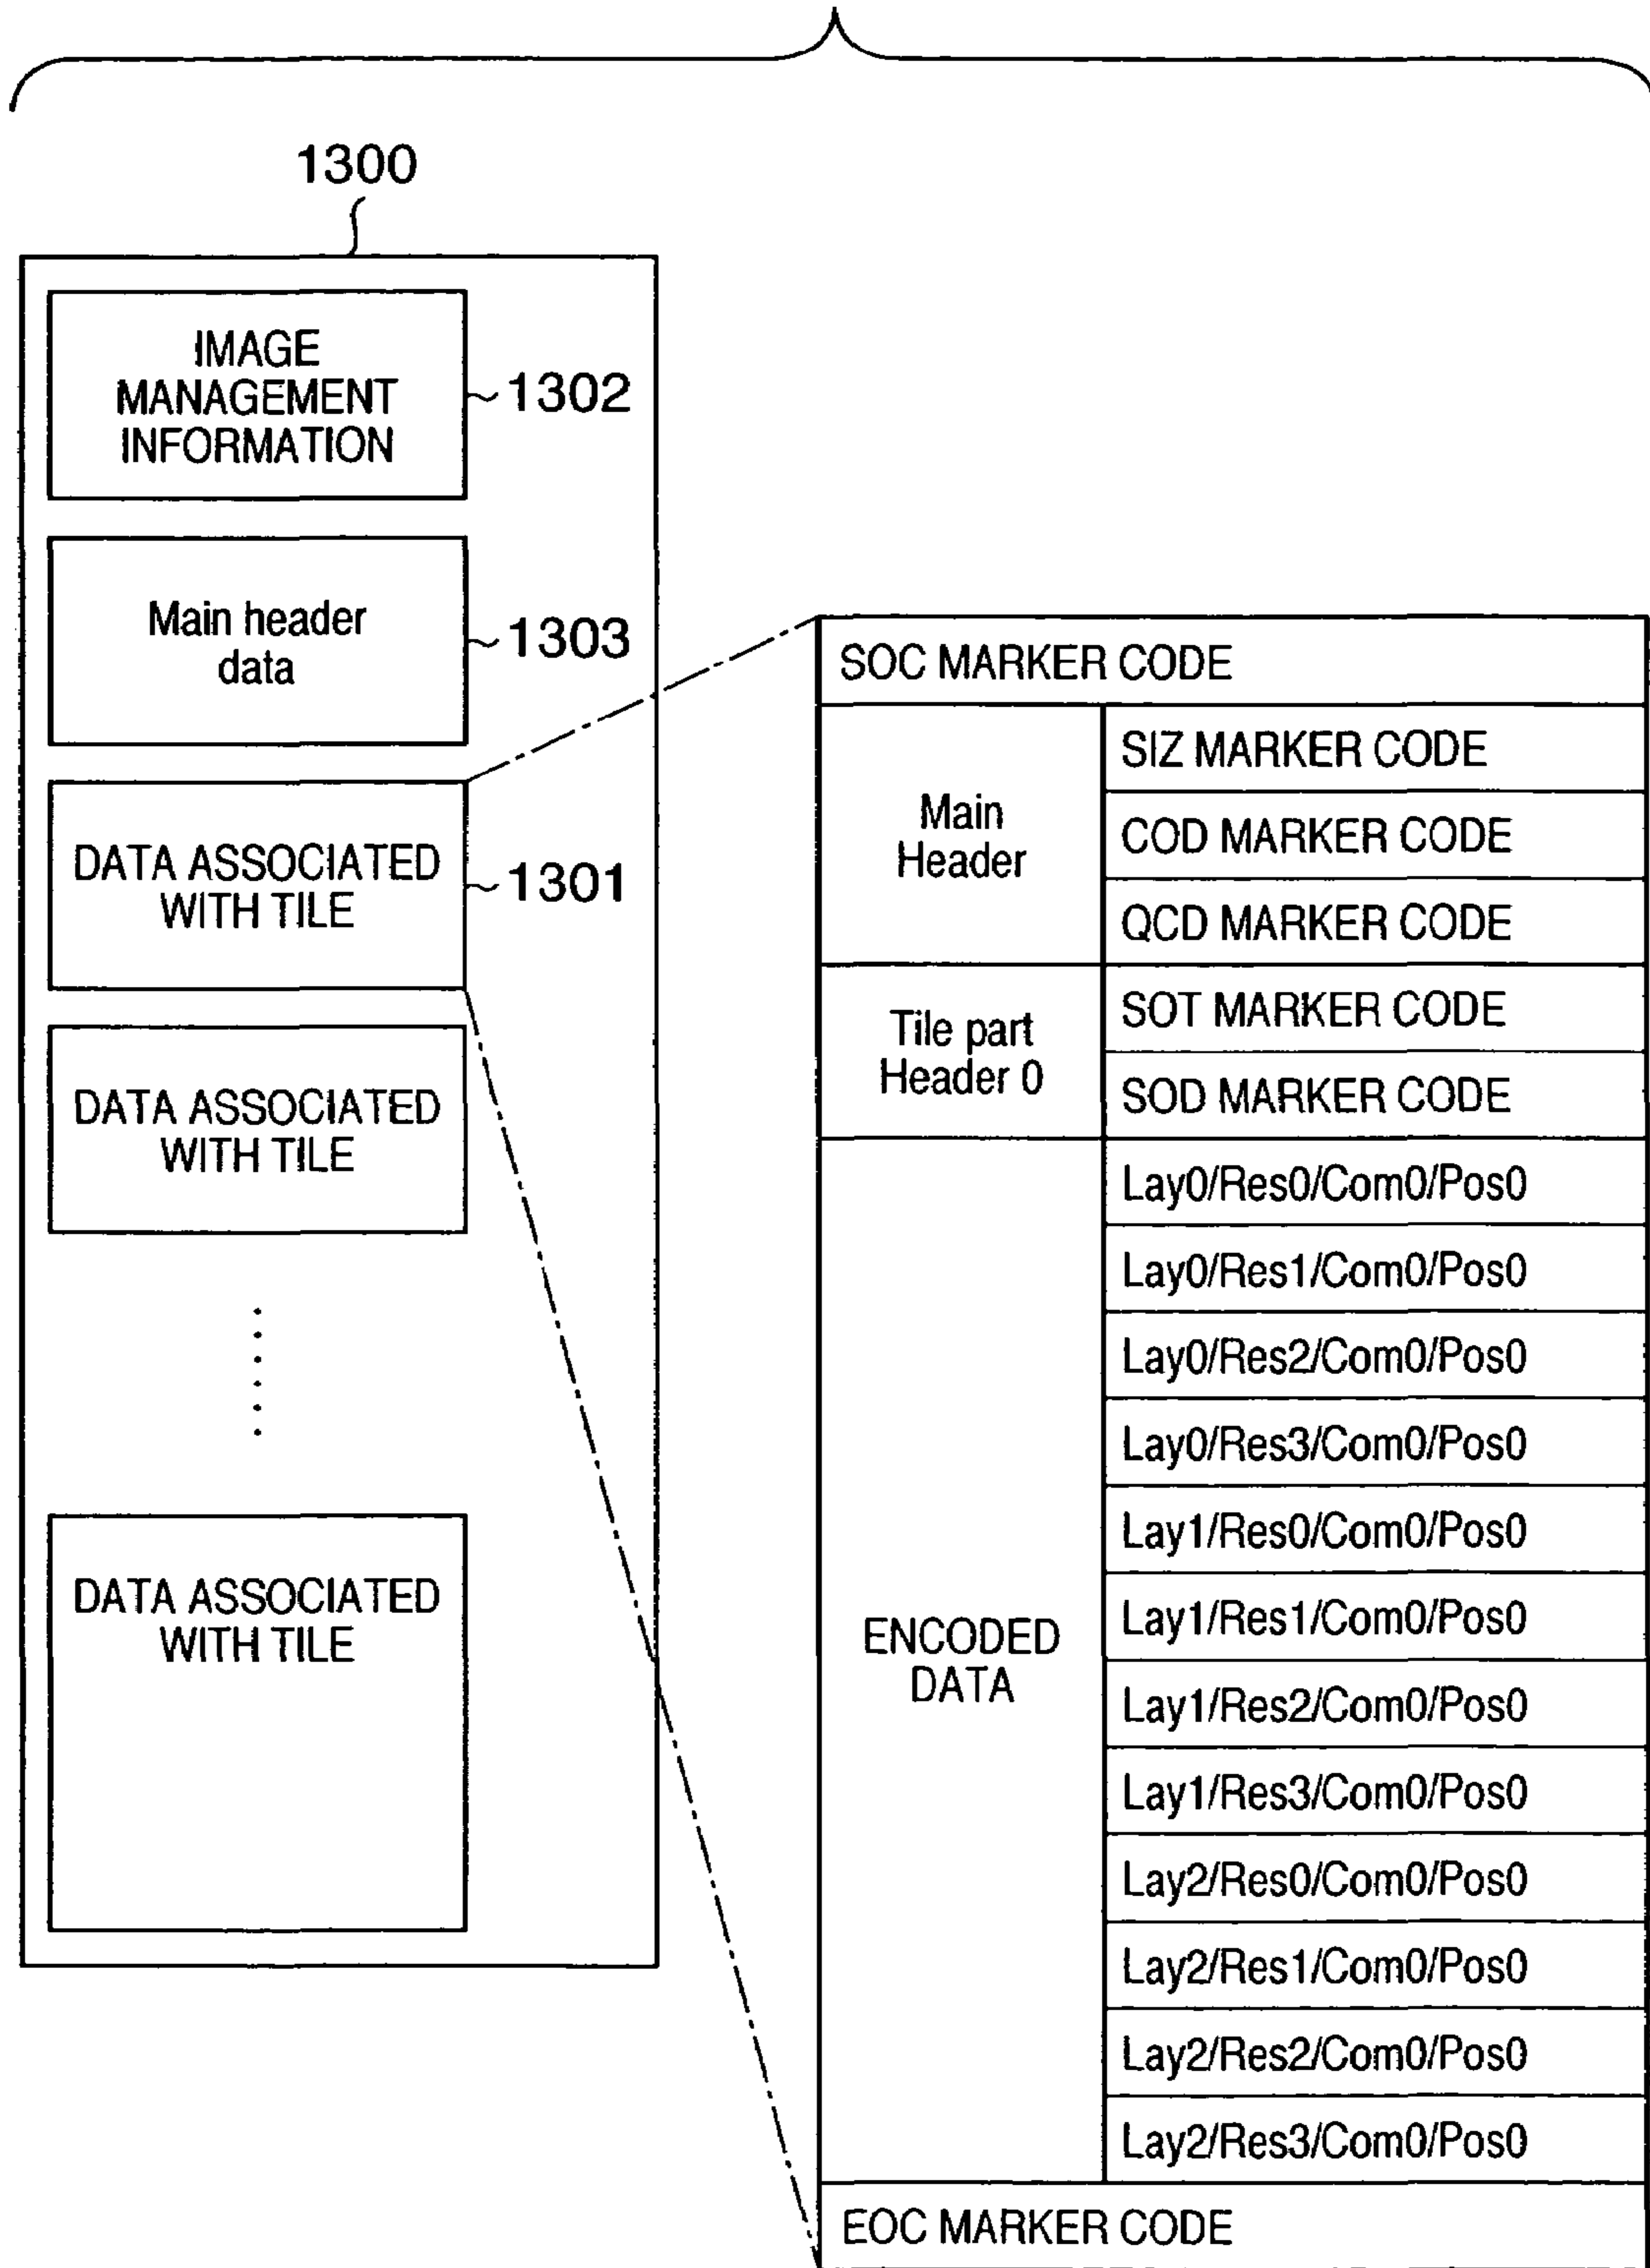 1300
IMAGE
MANAGEMENT
INFORMATION
1302
Main header
data
1303
DATA ASSOCIATED
WITH TILE
1301
DATA ASSOCIATED
WITH TILE
DATA ASSOCIATED
WITH TILE
SOC MARKER CODE
Main
Header
SIZ MARKER CODE
COD MARKER CODE
QCD MARKER CODE
Tile part
Header 0
SOT MARKER CODE
SOD MARKER CODE
ENCODED
DATA
Lay0/Res0/Com0/Pos0
Lay0/Res1/Com0/Pos0
Lay0/Res2/Com0/Pos0
Lay0/Res3/Com0/Pos0
Lay1/Res0/Com0/Pos0
Lay1/Res1/Com0/Pos0
Lay1/Res2/Com0/Pos0
Lay1/Res3/Com0/Pos0
Lay2/Res0/Com0/Pos0
Lay2/Res1/Com0/Pos0
Lay2/Res2/Com0/Pos0
Lay2/Res3/Com0/Pos0
EOC MARKER CODE